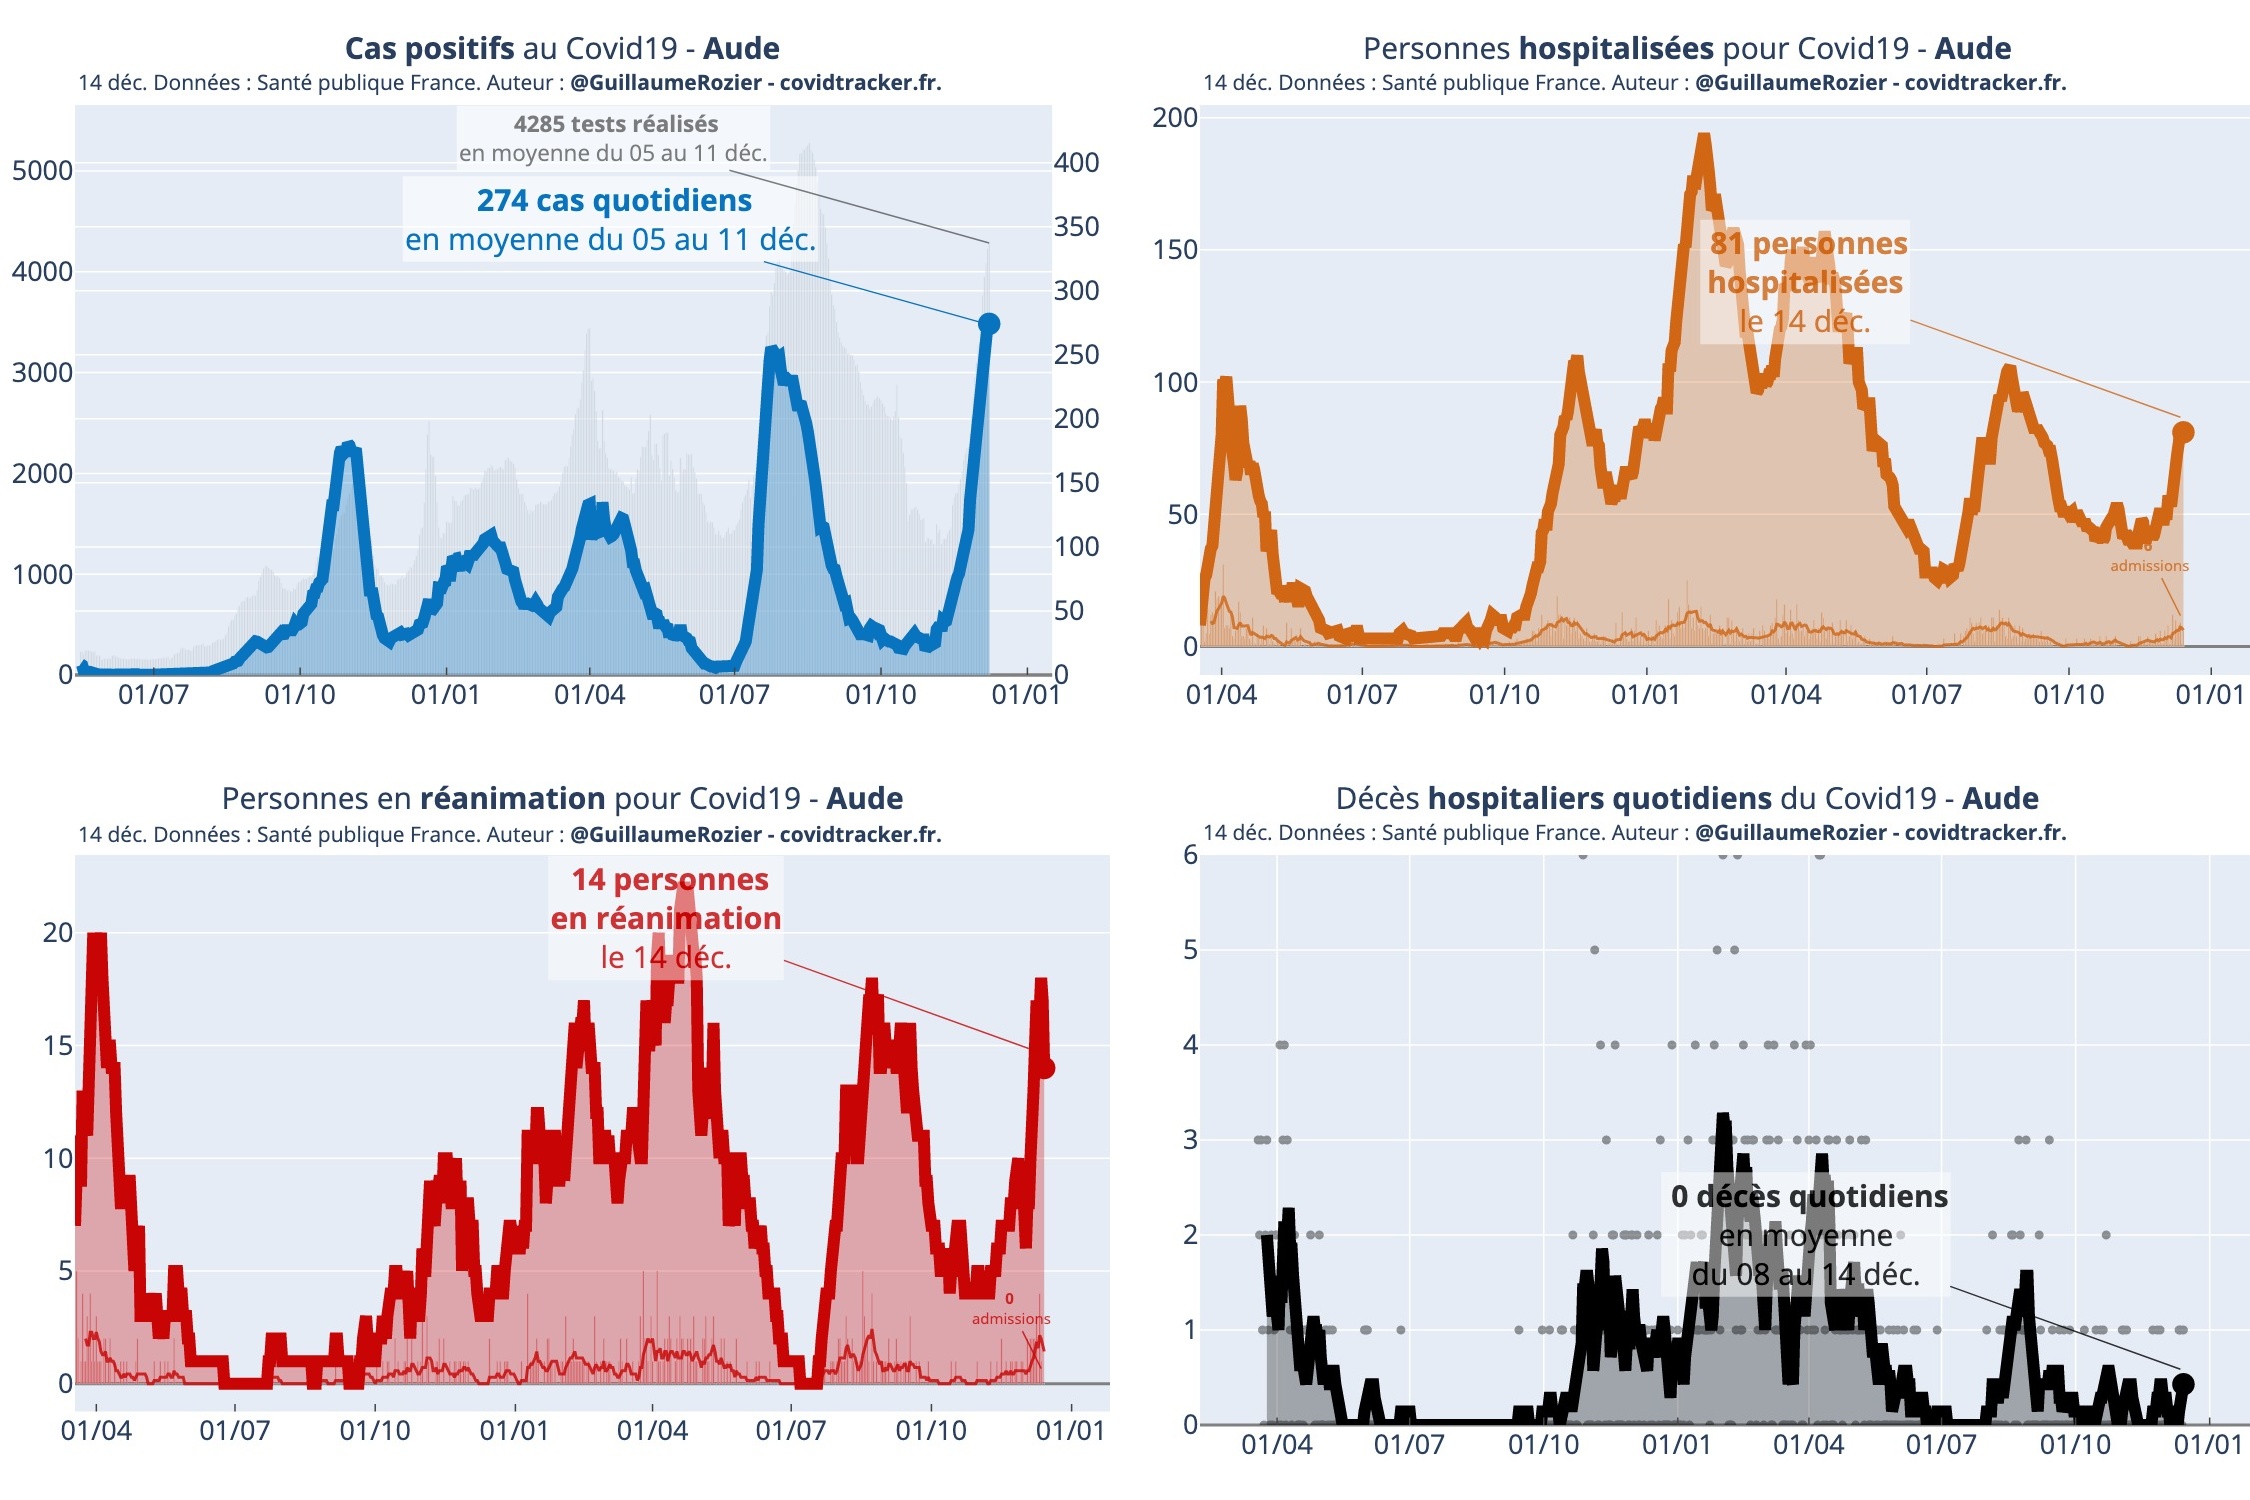 Cas positifs au Covid19 - Aude
14 déc. Données : Santé publique France. Auteur : @GuillaumeRozier - covidtracker.fr.
4285 tests réalisés
en moyenne du 05 au 11 déc.
274 cas quotidiens
en moyenne du 05 au 11 déc.
5000
4000
3000
2000
1000
0
400
350
300
250
200
150
100
50
0
01/07 01/10 01/01 01/04 01/07 01/10 01/01
Personnes hospitalisées pour Covid19 - Aude
14 déc. Données : Santé publique France. Auteur : @GuillaumeRozier - covidtracker.fr.
200
150
100
50
0
81 personnes
hospitalisées
le 14 déc.
admissions
01/04 01/07 01/10 01/01 01/04 01/07 01/10 01/01
Personnes en réanimation pour Covid19 - Aude
14 déc. Données : Santé publique France. Auteur : @GuillaumeRozier - covidtracker.fr.
14 personnes
en réanimation
le 14 déc.
20
15
10
5
0
0
admissions
01/04 01/07 01/10 01/01 01/04 01/07 01/10 01/01
Décès hospitaliers quotidiens du Covid19 - Aude
14 déc. Données : Santé publique France. Auteur : @GuillaumeRozier - covidtracker.fr.
6
5
4
3
2
1
0
0 décès quotidiens
en moyenne
du 08 au 14 déc.
01/04 01/07 01/10 01/01 01/04 01/07 01/10 01/01